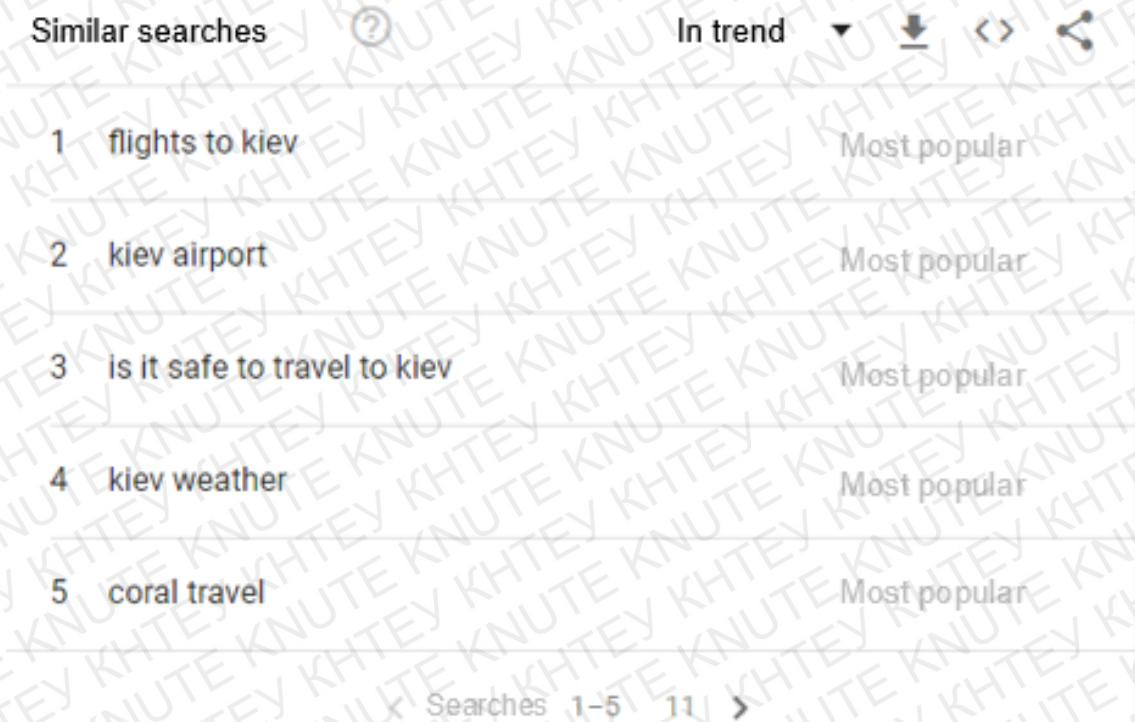 Similar searches ? In trend
1 flights to kiev Most popular
2 kiev airport Most popular
3 is it safe to travel to kiev Most popular
4 kiev weather Most popular
5 coral travel Most popular
< Searches 1–5 11 >
КНТЕУ KNUTE